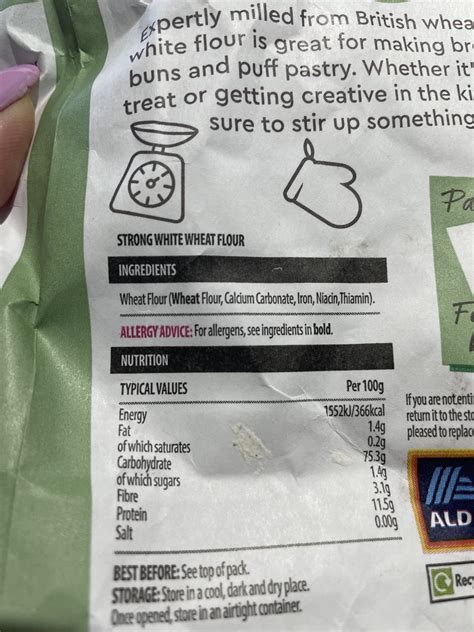 Expertly milled from British whea
white flour is great for making br
buns and puff pastry. Whether it'
treat or getting creative in the ki
sure to stir up something
STRONG WHITE WHEAT FLOUR
INGREDIENTS
Wheat Flour (Wheat Flour, Calcium Carbonate, Iron, Niacin,Thiamin).
ALLERGY ADVICE: For allergens, see ingredients in bold.
NUTRITION
TYPICAL VALUES Per 100g
Energy 1552kJ/366kcal
Fat 1.4g
of which saturates 0.2g
Carbohydrate 75.3g
of which sugars 1.4g
Fibre 3.1g
Protein 11.5g
Salt 0.00g
BEST BEFORE: See top of pack.
STORAGE: Store in a cool, dark and dry place.
Once opened, store in an airtight container.
Pa
Fo
If you are not enti
return it to the sto
pleased to replac
ALD
Rec